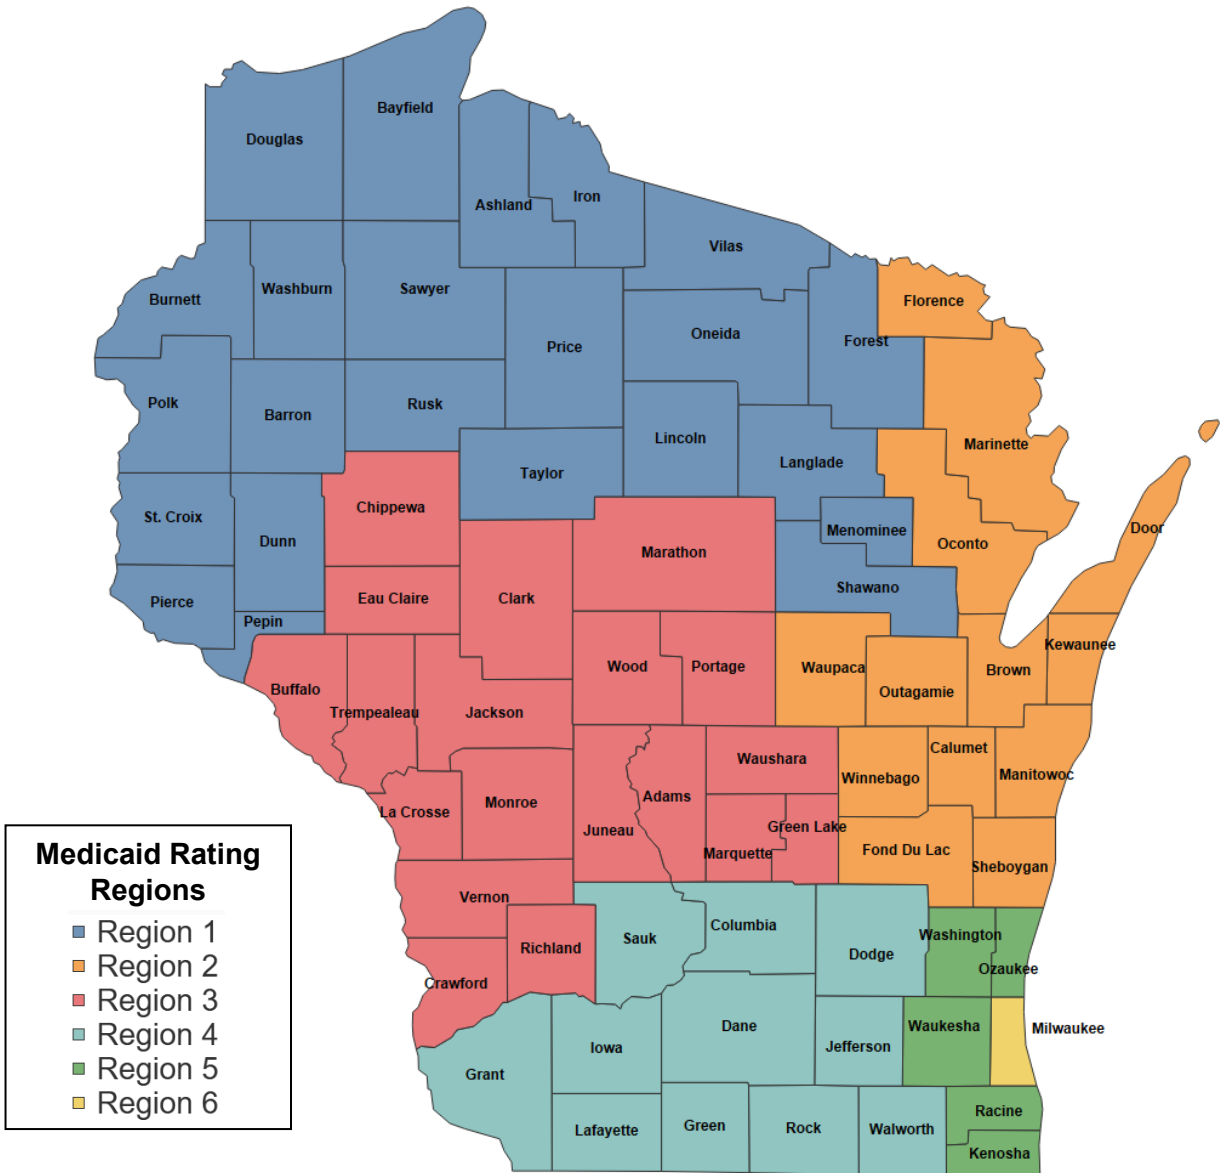 Bayfield
Douglas
Ashland
Iron
Vilas
Burnett
Washburn
Sawyer
Florence
Oneida
Price
Forest
Polk
Barron
Rusk
Lincoln
Marinette
Langlade
Taylor
Chippewa
St. Croix
Door
Menominee
Dunn
Oconto
Marathon
Shawano
Eau Claire
Clark
Pierce
Pepin
Kewaunee
Wood
Portage
Waupaca
Brown
Buffalo
Outagamie
Trempealeau
Jackson
Calumet
Waushara
Manitowoc
Winnebago
Adams
Monroe
La Crosse
Green Lake
Juneau
Marquette
Fond Du Lac
Sheboygan
Medicaid Rating
Regions
Region 1
Region 2
Region 3
Region 4
Region 5
Region 6
Vernon
Columbia
Washington
Sauk
Richland
Dodge
Ozaukee
Crawford
Dane
Waukesha
Milwaukee
Iowa
Jefferson
Grant
Racine
Green
Rock
Walworth
Lafayette
Kenosha